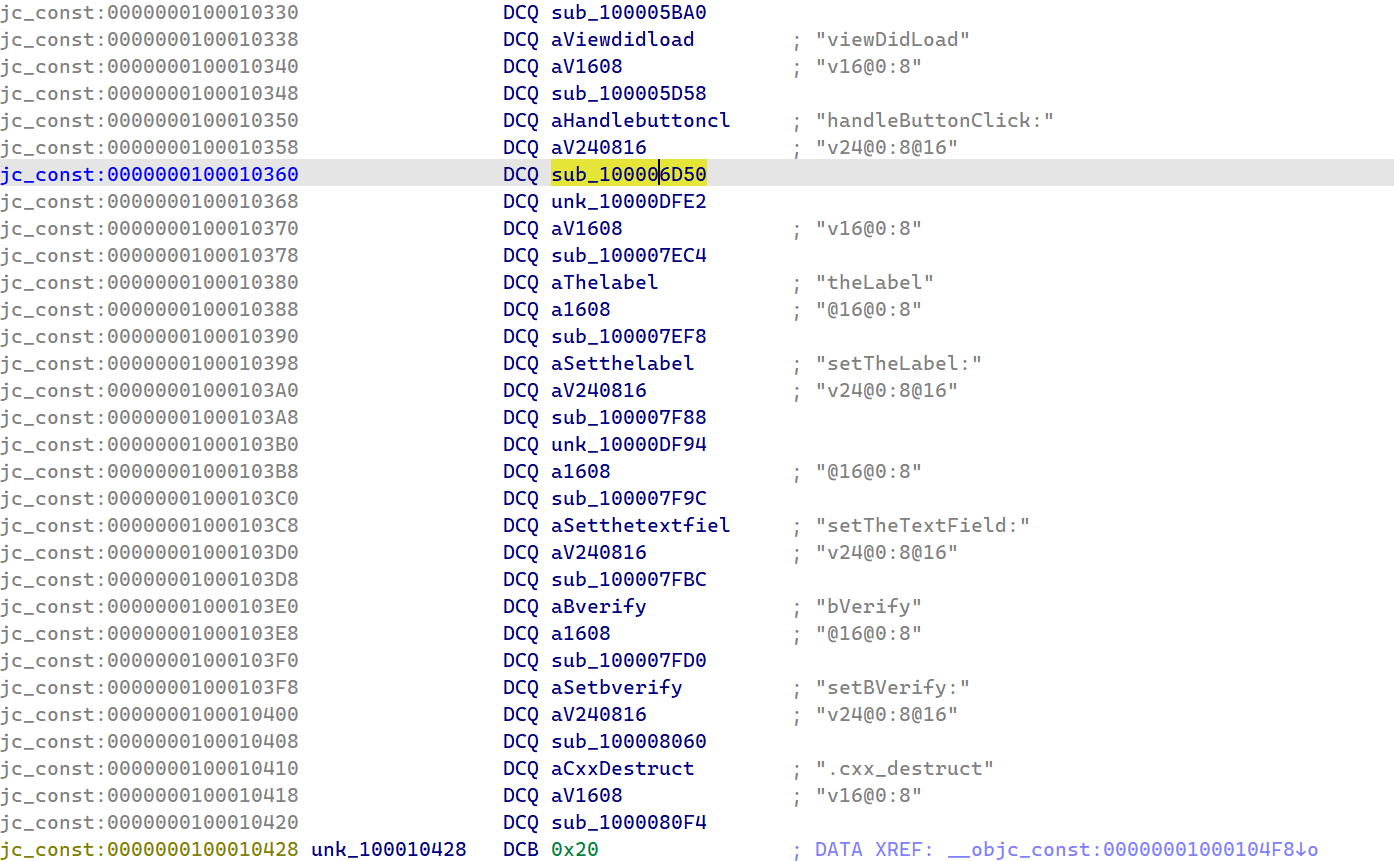 jc_const:0000000100010330 DCQ sub_100005BA0
jc_const:0000000100010338 DCQ aViewdidload ; "viewDidLoad"
jc_const:0000000100010340 DCQ aV1608 ; "v16@0:8"
jc_const:0000000100010348 DCQ sub_100005D58
jc_const:0000000100010350 DCQ aHandlebuttoncl ; "handleButtonClick:"
jc_const:0000000100010358 DCQ aV240816 ; "v24@0:8@16"
jc_const:0000000100010360 DCQ sub_100006D50
jc_const:0000000100010368 DCQ unk_10000DFE2
jc_const:0000000100010370 DCQ aV1608 ; "v16@0:8"
jc_const:0000000100010378 DCQ sub_100007EC4
jc_const:0000000100010380 DCQ aThelabel ; "theLabel"
jc_const:0000000100010388 DCQ a1608 ; "@16@0:8"
jc_const:0000000100010390 DCQ sub_100007EF8
jc_const:0000000100010398 DCQ aSetthelabel ; "setTheLabel:"
jc_const:00000001000103A0 DCQ aV240816 ; "v24@0:8@16"
jc_const:00000001000103A8 DCQ sub_100007F88
jc_const:00000001000103B0 DCQ unk_10000DF94
jc_const:00000001000103B8 DCQ a1608 ; "@16@0:8"
jc_const:00000001000103C0 DCQ sub_100007F9C
jc_const:00000001000103C8 DCQ aSetthetextfiel ; "setTheTextField:"
jc_const:00000001000103D0 DCQ aV240816 ; "v24@0:8@16"
jc_const:00000001000103D8 DCQ sub_100007FBC
jc_const:00000001000103E0 DCQ aBverify ; "bVerify"
jc_const:00000001000103E8 DCQ a1608 ; "@16@0:8"
jc_const:00000001000103F0 DCQ sub_100007FD0
jc_const:00000001000103F8 DCQ aSetbverify ; "setBVerify:"
jc_const:0000000100010400 DCQ aV240816 ; "v24@0:8@16"
jc_const:0000000100010408 DCQ sub_100008060
jc_const:0000000100010410 DCQ aCxxDestruct ; ".cxx_destruct"
jc_const:0000000100010418 DCQ aV1608 ; "v16@0:8"
jc_const:0000000100010420 DCQ sub_1000080F4
jc_const:0000000100010428 unk_100010428 DCB 0x20 ; DATA XREF: __objc_const:00000001000104F8↓o